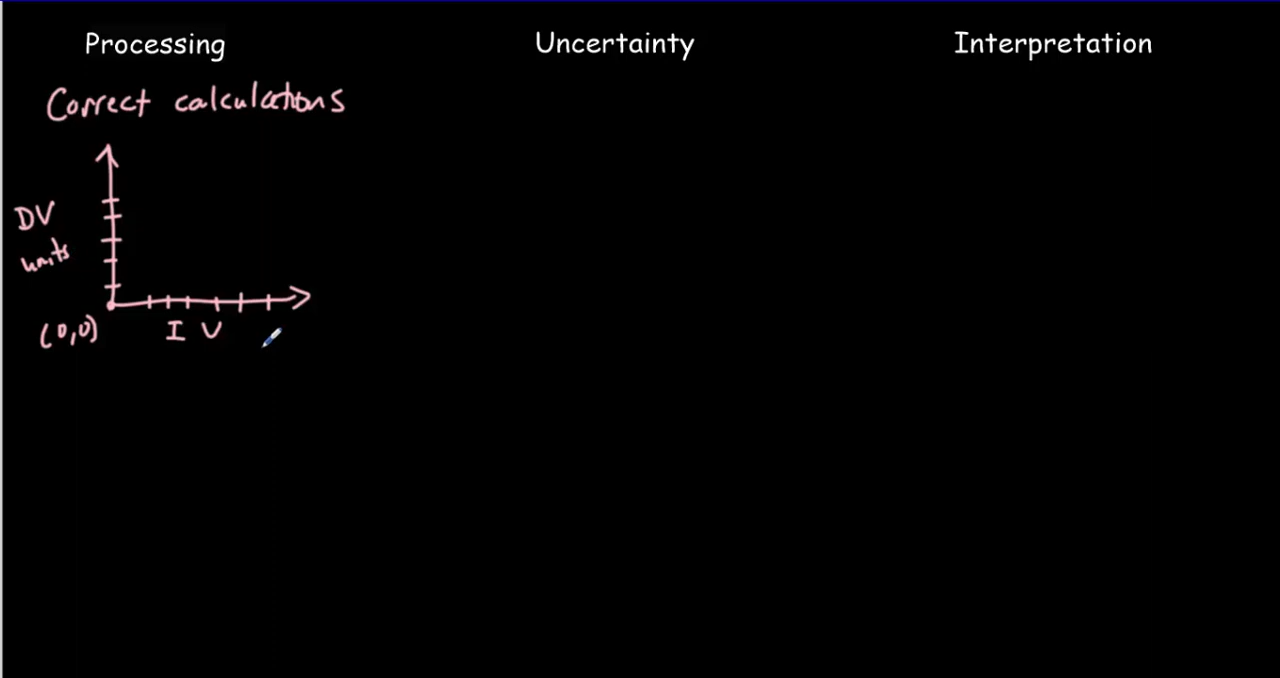 Processing Uncertainty Interpretation
Correct calculations
DV
units
(0,0)
I V